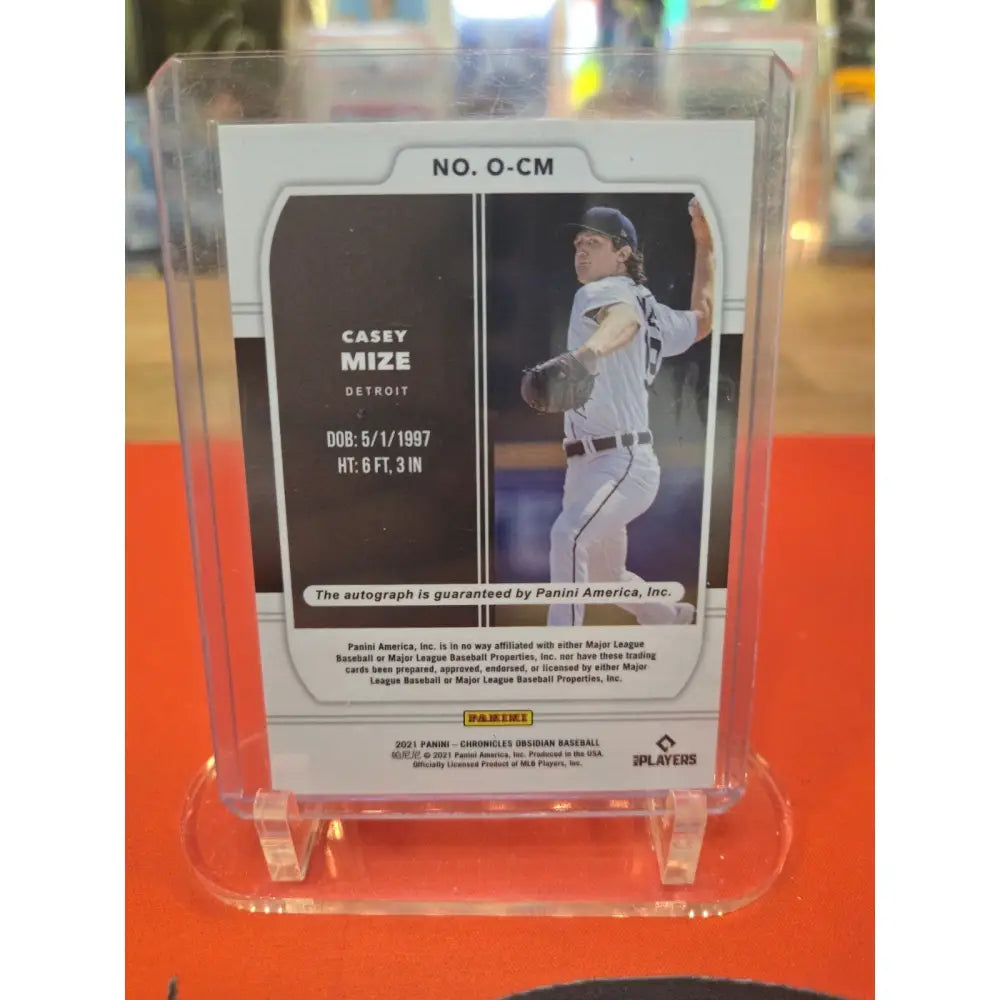 NO. O-CM
CASEY
MIZE
DETROIT
DOB: 5/1/1997
HT: 6 FT, 3 IN
The autograph is guaranteed by Panini America, Inc.
Panini America, Inc. is in no way affiliated with either Major League
Baseball or Major League Baseball Properties, Inc. nor have these trading
cards been prepared, approved, endorsed, or licensed by either Major
League Baseball or Major League Baseball Properties, Inc.
PANINI
2021 PANINI – CHRONICLES OBSIDIAN BASEBALL
帕尼尼 © 2021 Panini America, Inc. Produced in the USA.
Officially Licensed Product of MLB Players, Inc.
MLB PLAYERS